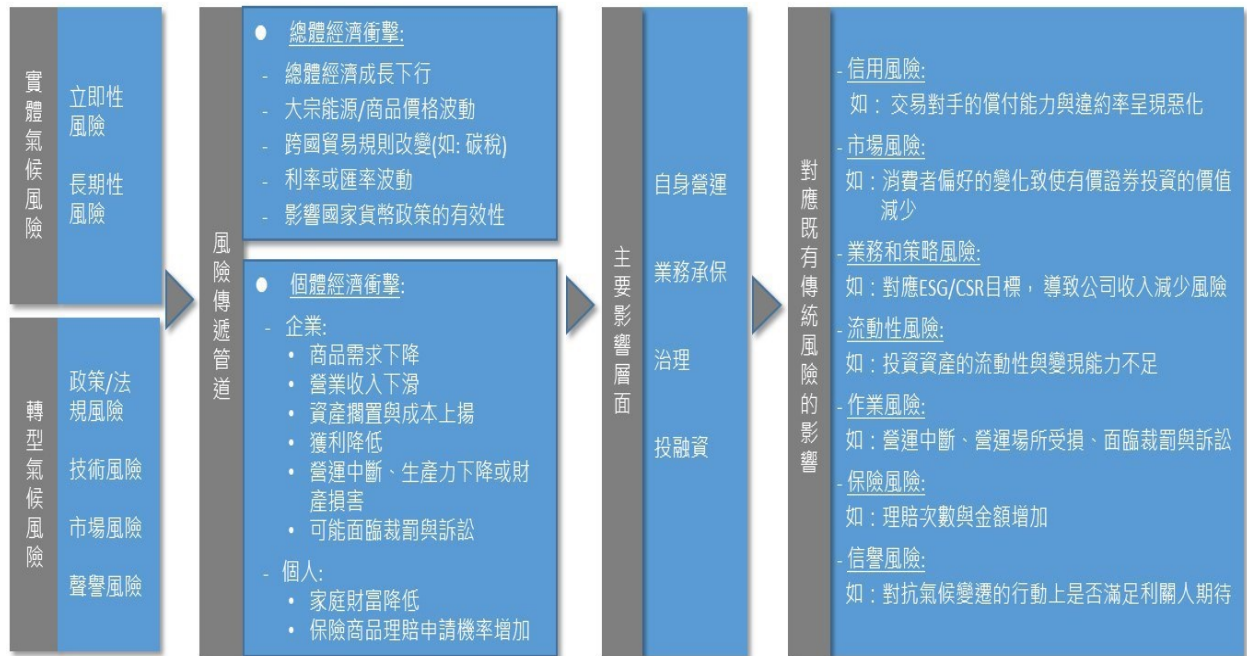 實體氣候風險
立即性
風險
長期性
風險
轉型氣候風險
政策/法
規風險
技術風險
市場風險
聲譽風險
風險傳遞管道
● 總體經濟衝擊:
- 總體經濟成長下行
- 大宗能源/商品價格波動
- 跨國貿易規則改變(如: 碳稅)
- 利率或匯率波動
- 影響國家貨幣政策的有效性
● 個體經濟衝擊:
- 企業:
• 商品需求下降
• 營業收入下滑
• 資產擱置與成本上揚
• 獲利降低
• 營運中斷、生產力下降或財
產損害
• 可能面臨裁罰與訴訟
- 個人:
• 家庭財富降低
• 保險商品理賠申請機率增加
主要影響層面
自身營運
業務承保
治理
投融資
對應既有傳統風險的影響
- 信用風險:
如： 交易對手的償付能力與違約率呈現惡化
- 市場風險:
如：消費者偏好的變化致使有價證券投資的價值
減少
- 業務和策略風險:
如：對應ESG/CSR目標， 導致公司收入減少風險
- 流動性風險:
如：投資資產的流動性與變現能力不足
- 作業風險:
如：營運中斷、營運場所受損、面臨裁罰與訴訟
- 保險風險:
如：理賠次數與金額增加
- 信譽風險:
如：對抗氣候變遷的行動上是否滿足利關人期待